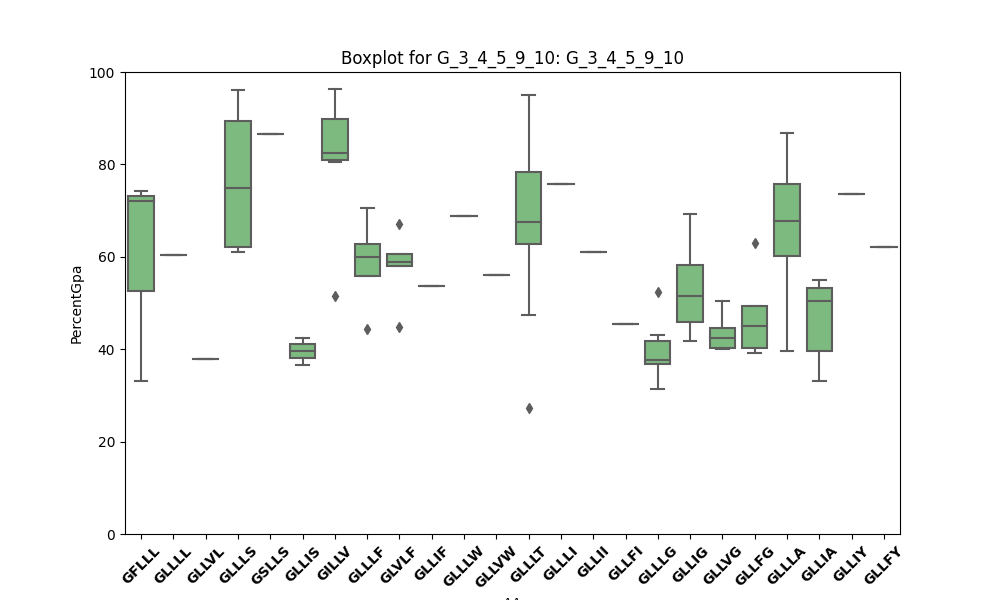 Boxplot for G_3_4_5_9_10: G_3_4_5_9_10
PercentGpa
100
80
60
40
20
0
GFLLL GLLLL GLLVL GLLLS GSLLS GLLIS GILLV GLLLF GLVLF GLLIF GLLLW GLLVW GLLLT GLLLI GLLII GLLFI GLLLG GLLIG GLLVG GLLFG GLLLA GLLIA GLLIY GLLFY